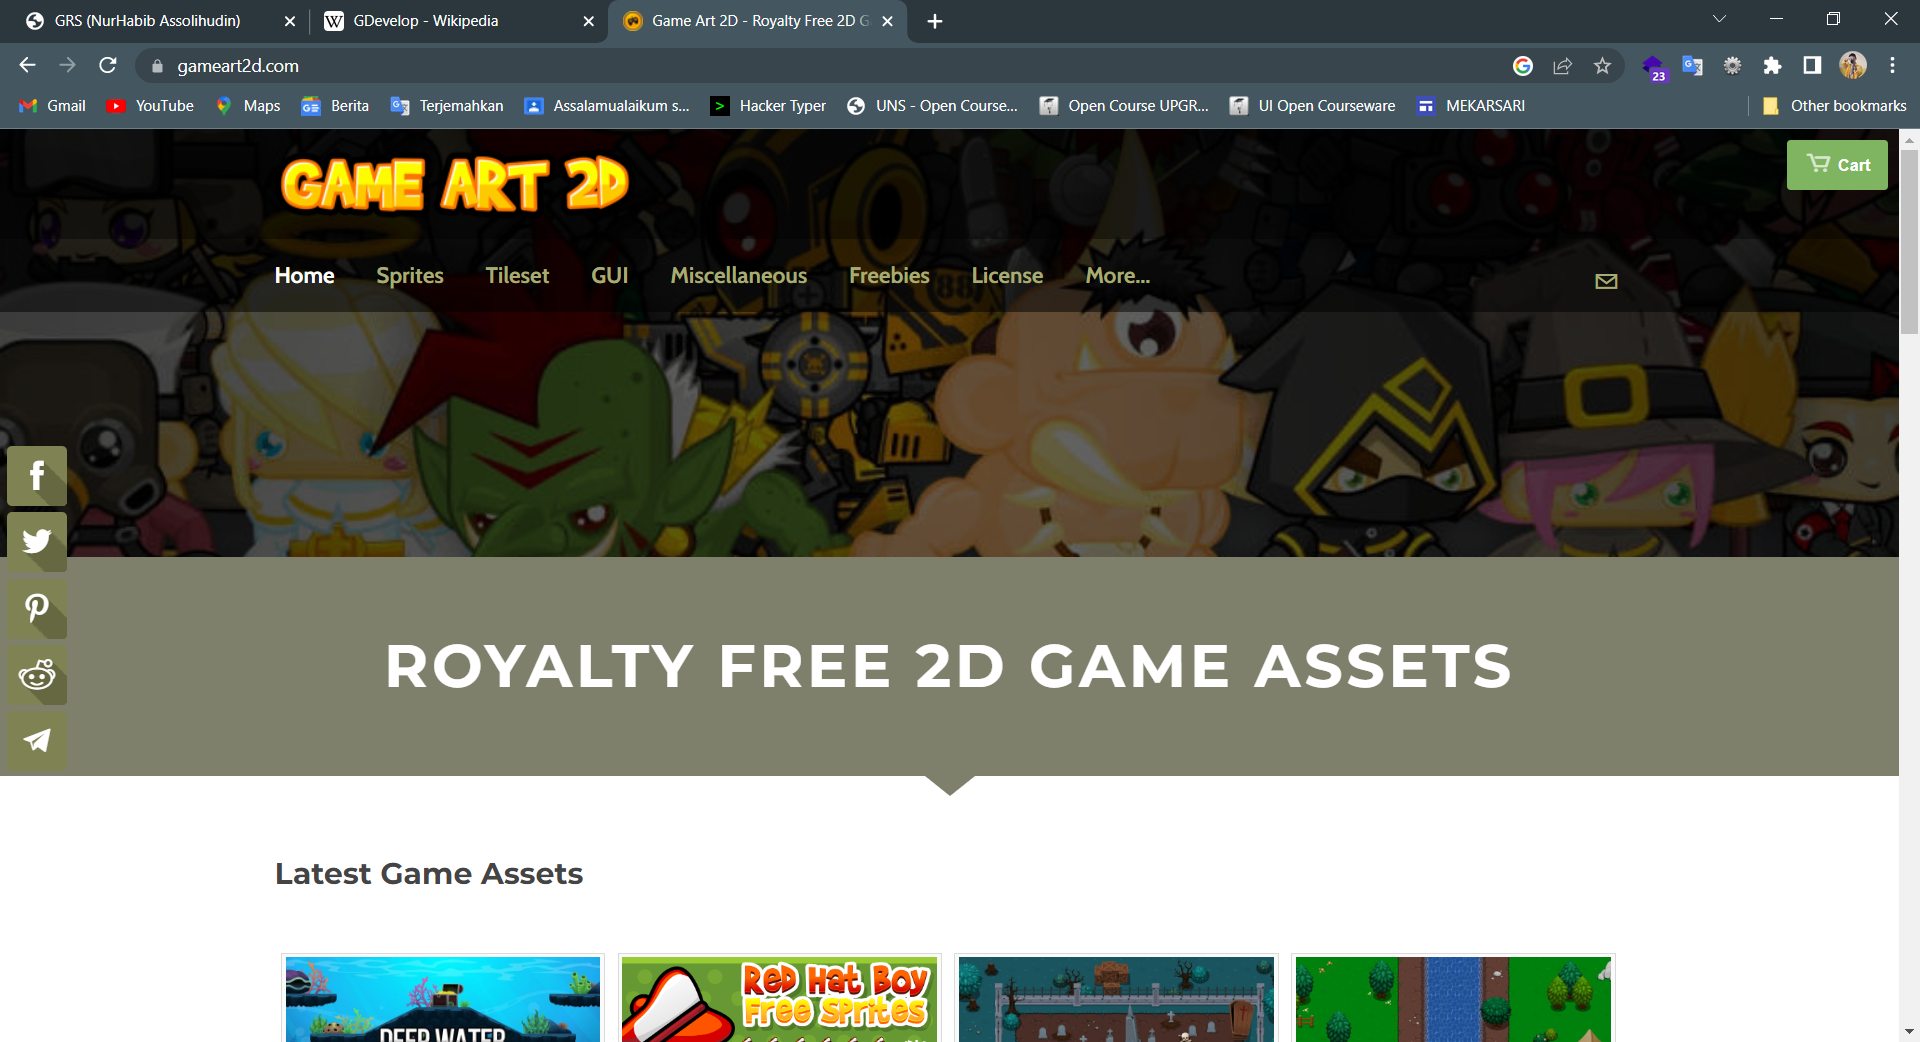 GRS (NurHabib Assolihudin)
GDevelop - Wikipedia
Game Art 2D - Royalty Free 2D G
gameart2d.com
23
Gmail
YouTube
Maps
Berita
Terjemahkan
Assalamualaikum s...
Hacker Typer
UNS - Open Course...
Open Course UPGR...
UI Open Courseware
MEKARSARI
Other bookmarks
GAME ART 2D
Cart
Home
Sprites
Tileset
GUI
Miscellaneous
Freebies
License
More...
88
ROYALTY FREE 2D GAME ASSETS
Latest Game Assets
DEEP WATER
Red Hat Boy
Free Sprites